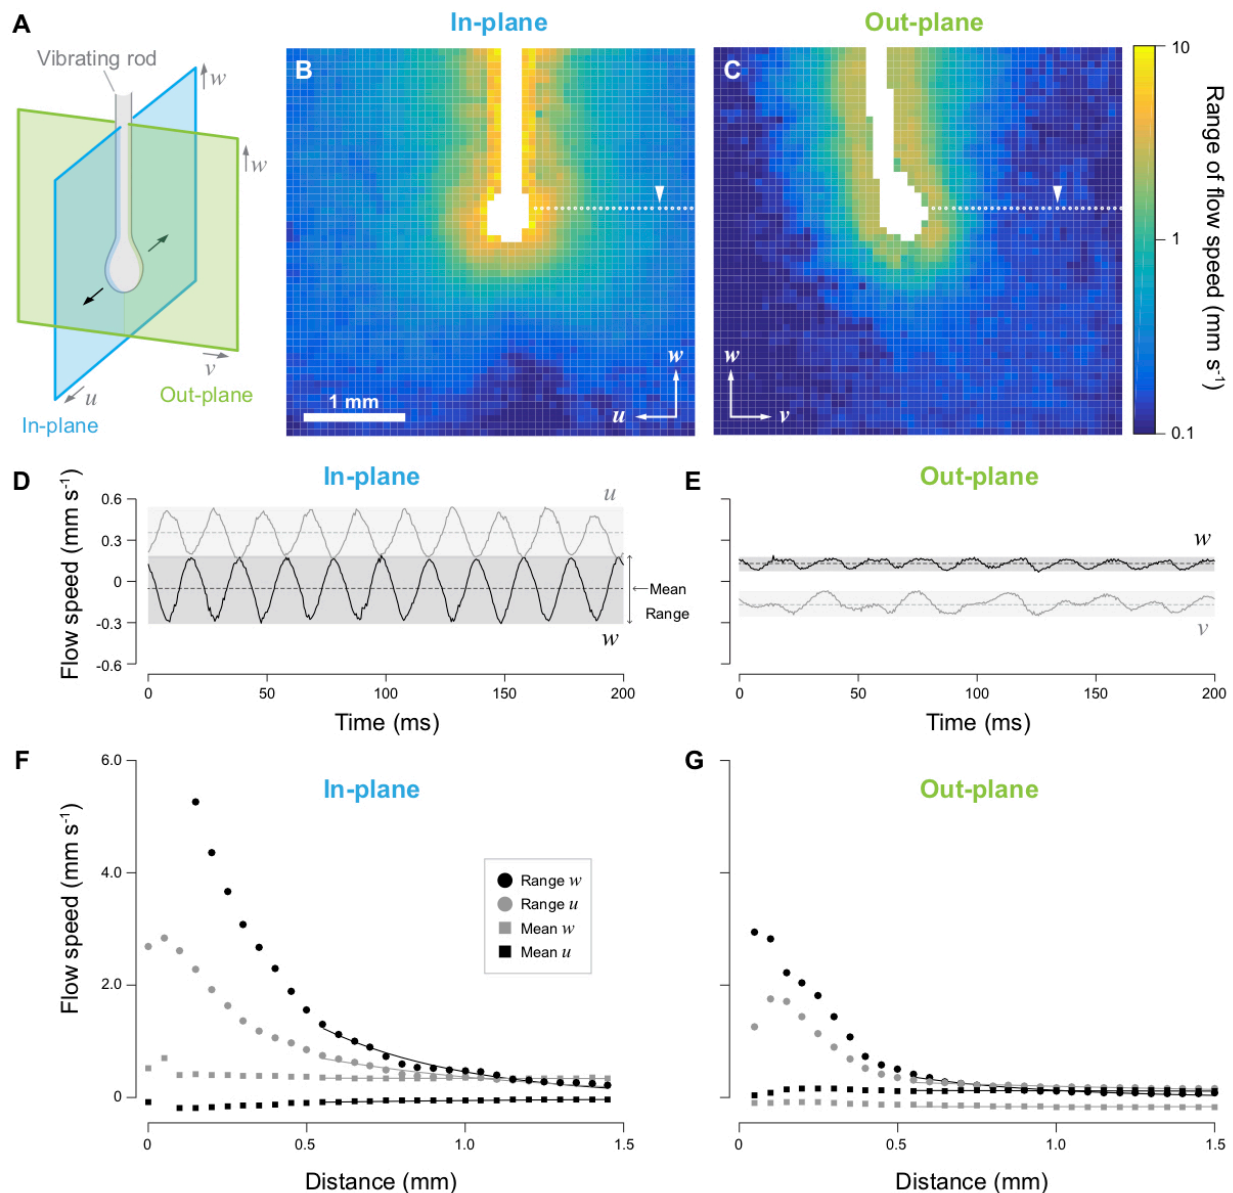 A
In-plane
Out-plane
Vibrating rod
w
w
v
u
Out-plane
In-plane
B
w
u
1 mm
C
w
v
10
1
0.1
Range of flow speed (mm s-1)
D
In-plane
E
Out-plane
Flow speed (mm s-1)
0.6
0.3
0
-0.3
-0.6
u
Mean
Range
w
w
v
0
50
100
150
200
Time (ms)
0
50
100
150
200
Time (ms)
F
In-plane
G
Out-plane
Flow speed (mm s-1)
6.0
4.0
2.0
0
Range w
Range u
Mean w
Mean u
0
0.5
1.0
1.5
Distance (mm)
0
0.5
1.0
1.5
Distance (mm)